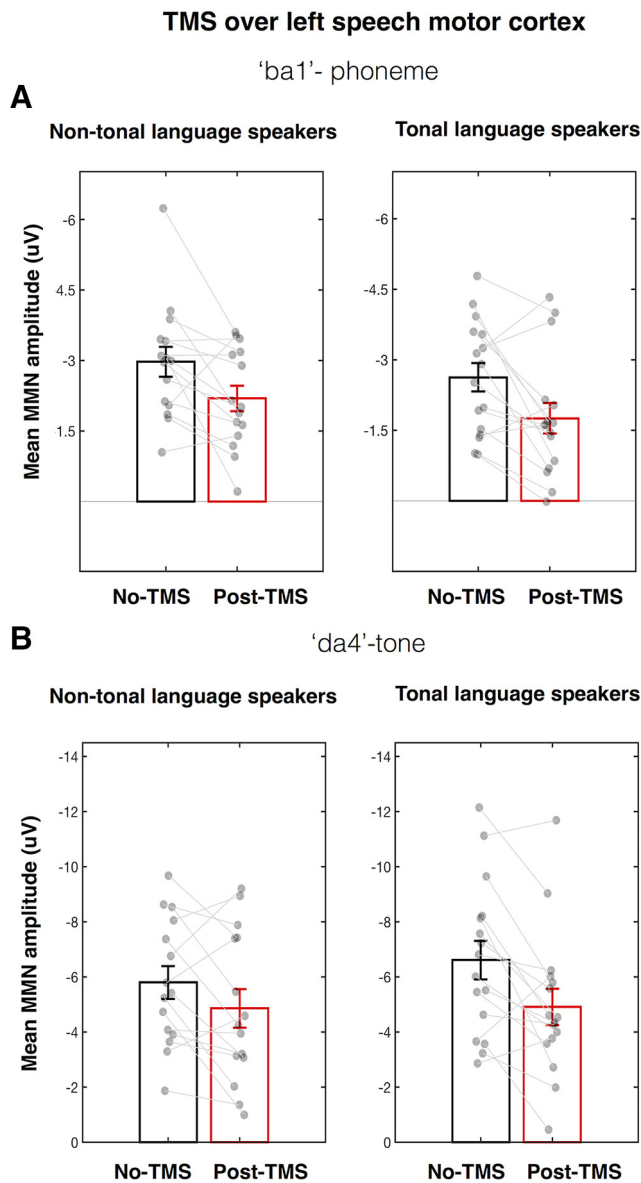 TMS over left speech motor cortex
‘ba1’- phoneme
A
Non-tonal language speakers
Tonal language speakers
Mean MMN amplitude (uV)
-6
4.5
-3
1.5
-6
-4.5
-3
-1.5
No-TMS
Post-TMS
No-TMS
Post-TMS
B
‘da4’-tone
Non-tonal language speakers
Tonal language speakers
Mean MMN amplitude (uV)
-14
-12
-10
-8
-6
-4
-2
0
-14
-12
-10
-8
-6
-4
-2
0
No-TMS
Post-TMS
No-TMS
Post-TMS